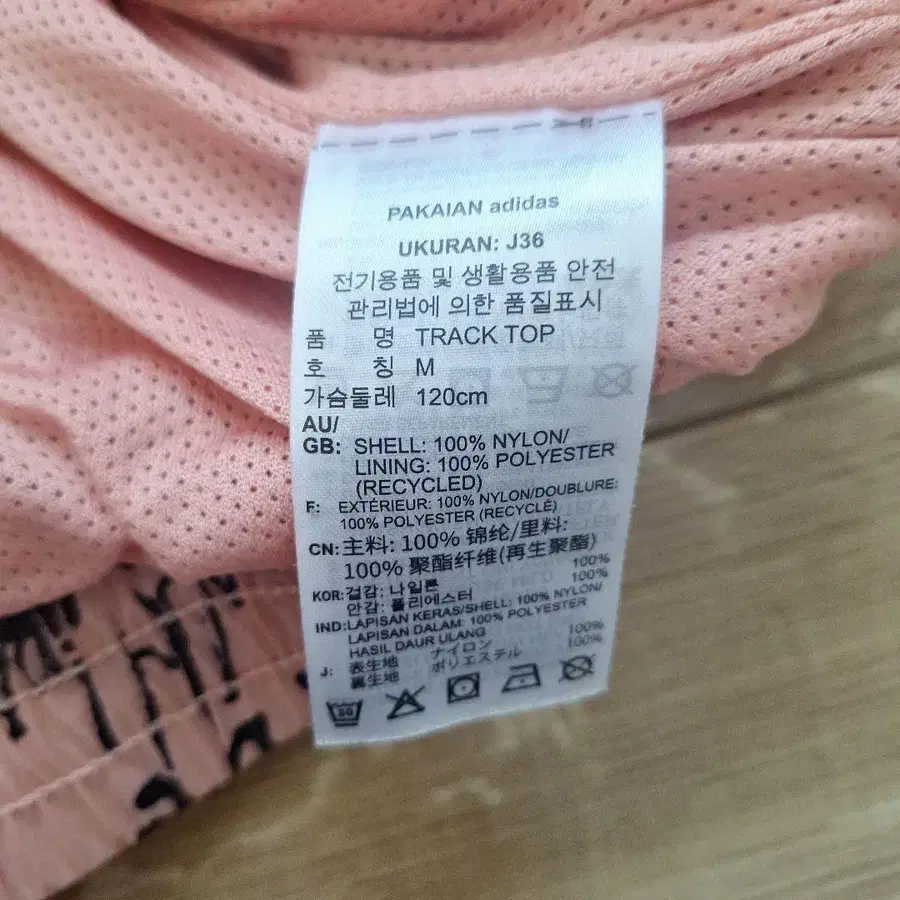 PAKAIAN adidas
UKURAN: J36
전기용품 및 생활용품 안전
관리법에 의한 품질표시
품 명 TRACK TOP
호 칭 M
가슴둘레 120cm
AU/
GB: SHELL: 100% NYLON/
LINING: 100% POLYESTER
(RECYCLED)
F: EXTÉRIEUR: 100% NYLON/DOUBLURE:
100% POLYESTER (RECYCLÉ)
CN: 主料: 100% 锦纶/里料:
100% 聚酯纤维(再生聚酯)
KOR: 겉감: 나일론 100%
안감: 폴리에스터 100%
IND: LAPISAN KERAS/SHELL: 100% NYLON/
LAPISAN DALAM: 100% POLYESTER
HASIL DAUR ULANG
J: 表生地 ナイロン 100%
裏生地 ポリエステル 100%